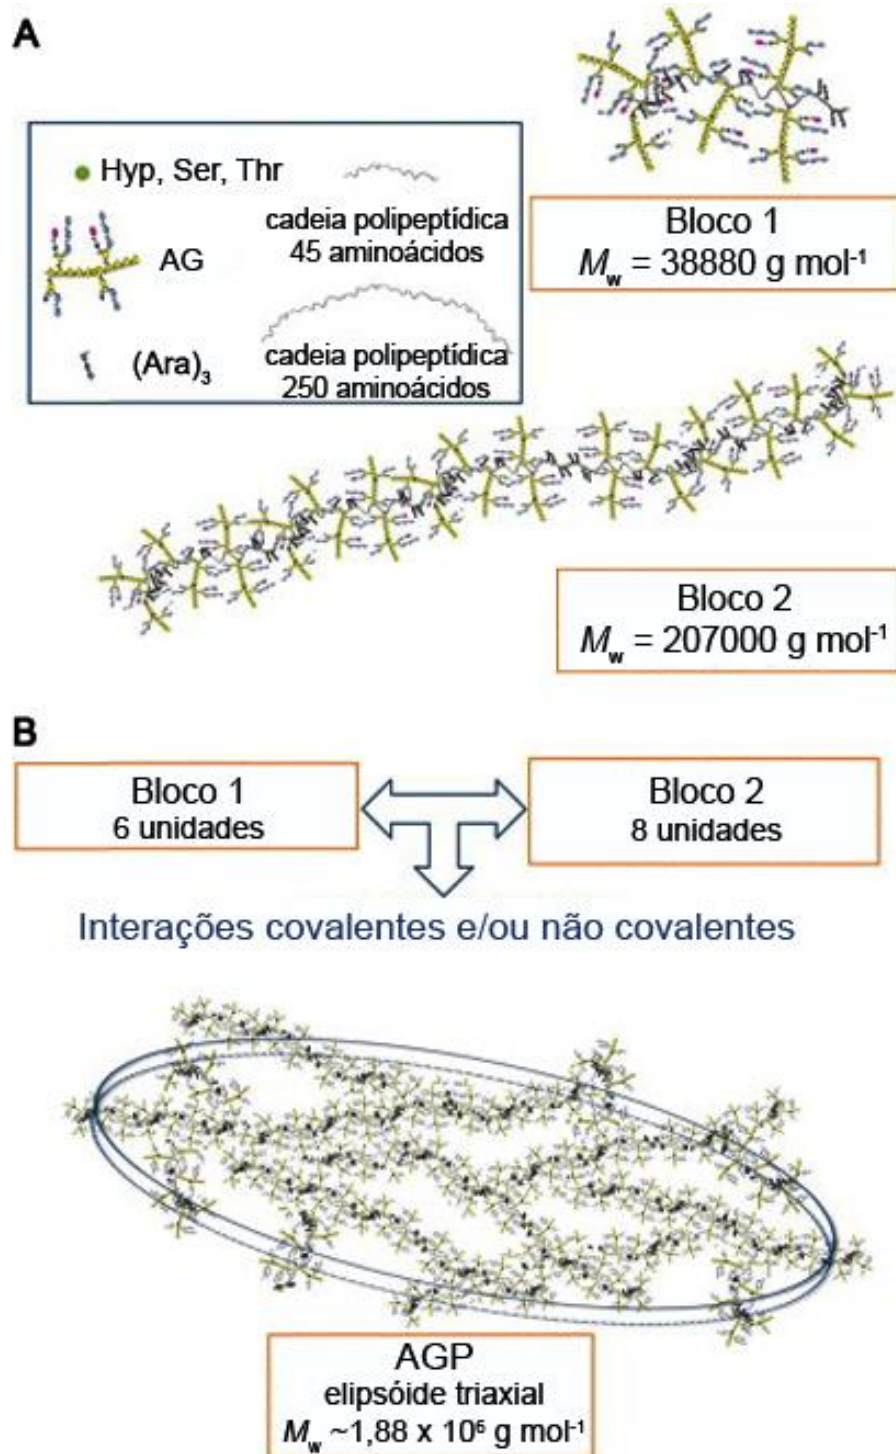 A
Hyp, Ser, Thr
cadeia polipeptídica
45 aminoácidos
AG
(Ara)₃
cadeia polipeptídica
250 aminoácidos
Bloco 1
Mw = 38880 g mol⁻¹
Bloco 2
Mw = 207000 g mol⁻¹
B
Bloco 1
6 unidades
Bloco 2
8 unidades
Interações covalentes e/ou não covalentes
AGP
elipsóide triaxial
Mw ~1,88 x 10⁶ g mol⁻¹